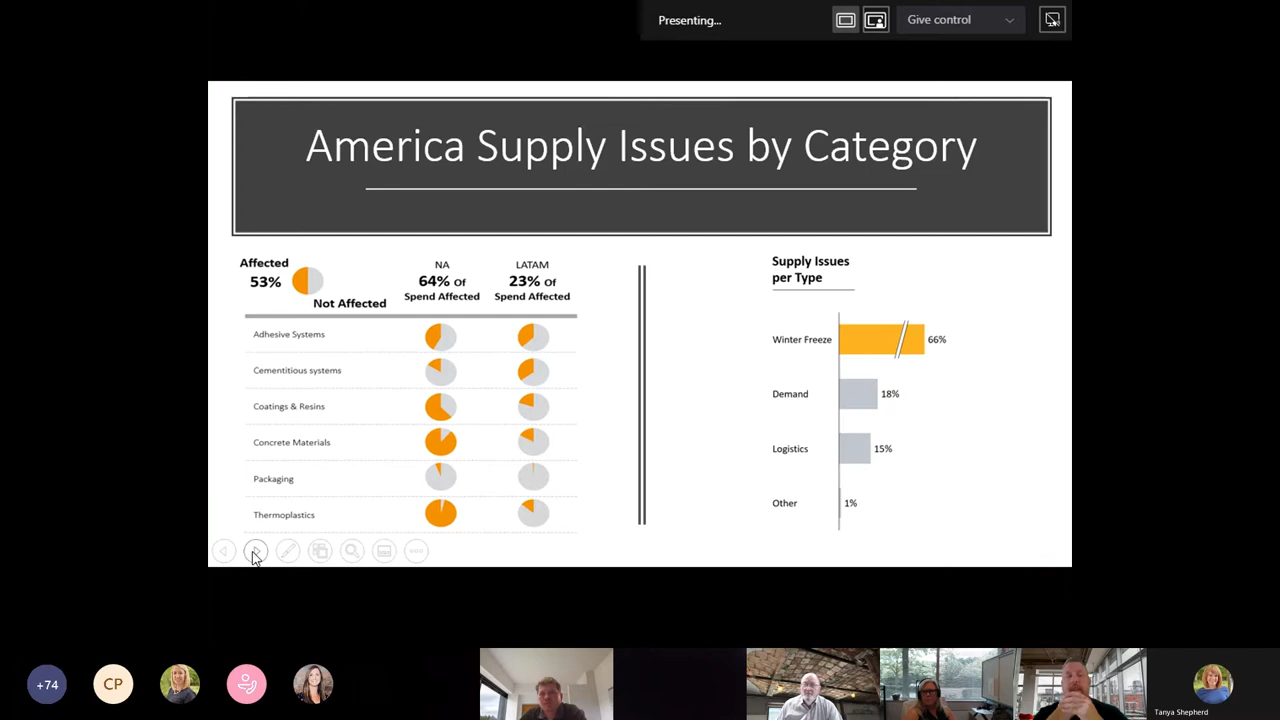 Presenting...
Give control
America Supply Issues by Category
Affected
53%
Not Affected
NA
64% Of
Spend Affected
LATAM
23% Of
Spend Affected
Adhesive Systems
Cementitious systems
Coatings & Resins
Concrete Materials
Packaging
Thermoplastics
Supply Issues
per Type
Winter Freeze 66%
Demand 18%
Logistics 15%
Other 1%
+74
CP
Tanya Shepherd